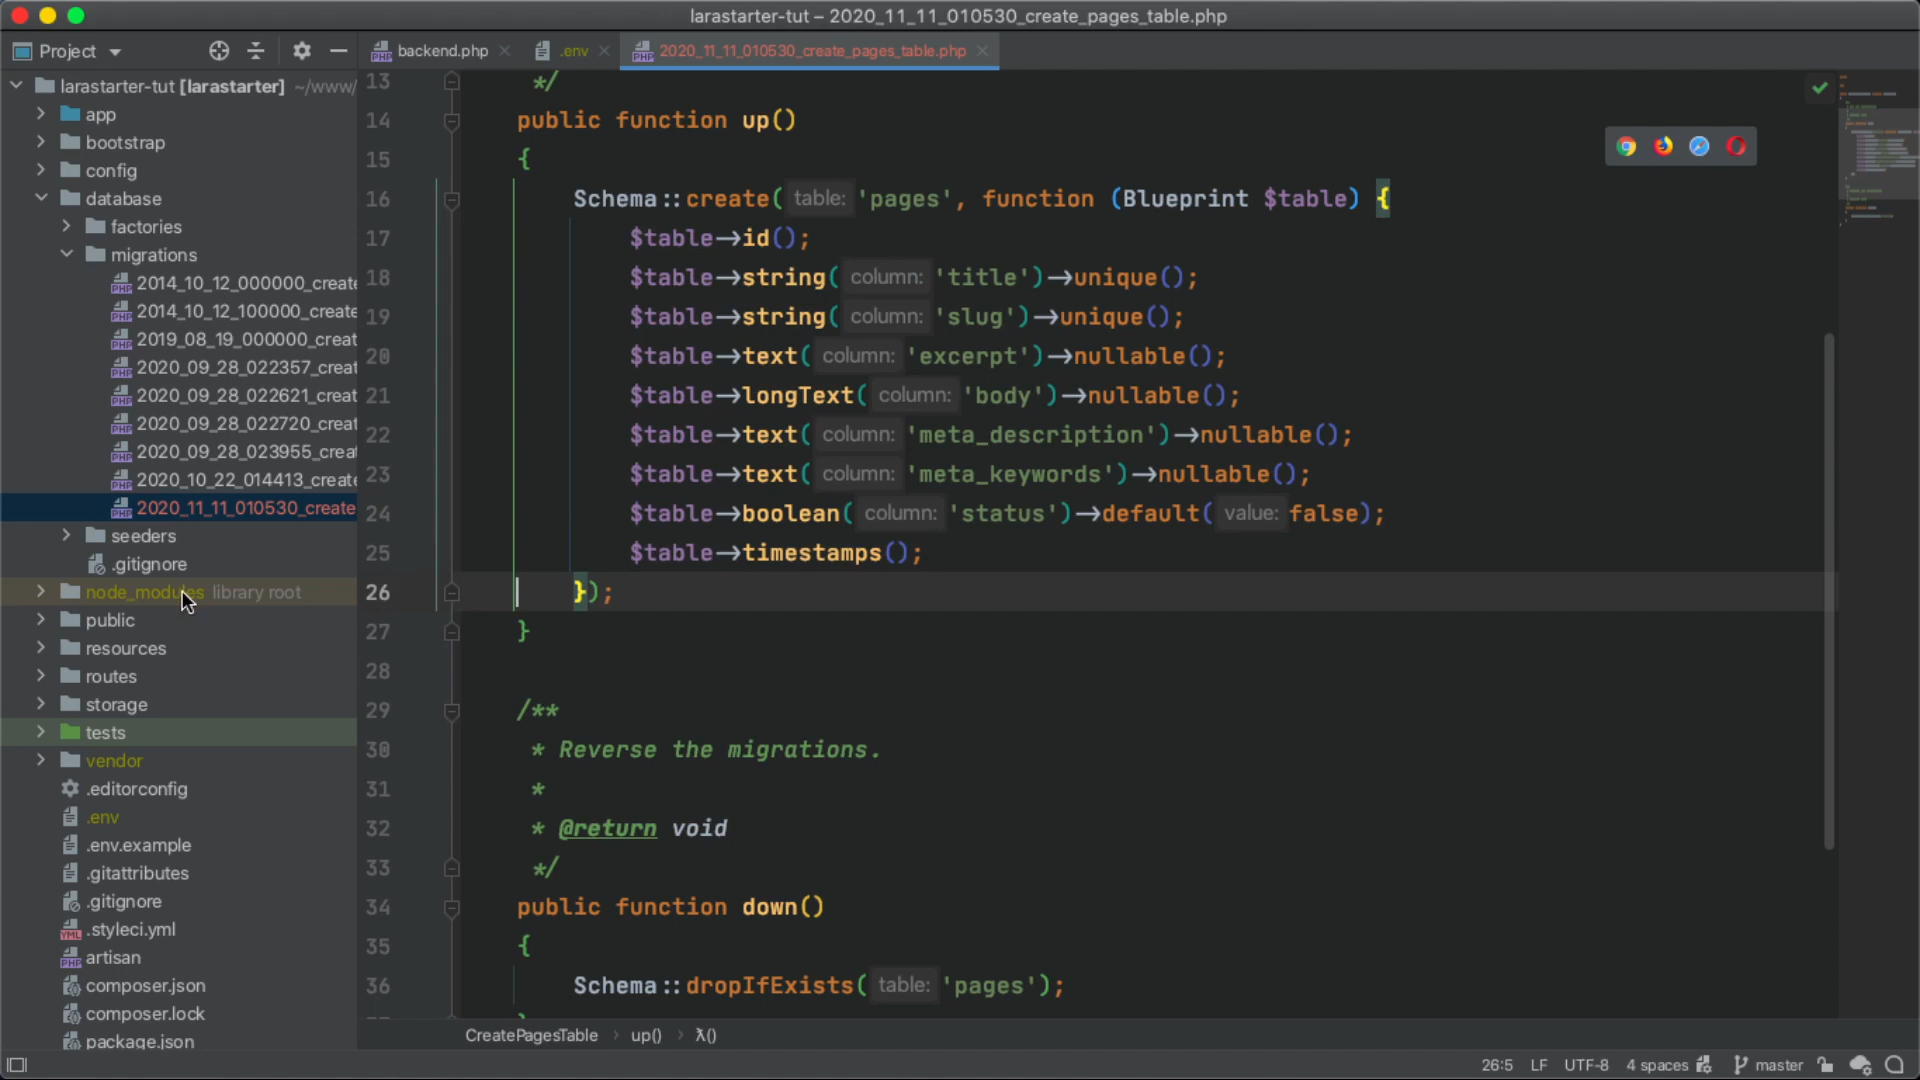 larastarter-tut – 2020_11_11_010530_create_pages_table.php
Project
backend.php
.env
2020_11_11_010530_create_pages_table.php
larastarter-tut [larastarter] ~/www/
app
bootstrap
config
database
factories
migrations
2014_10_12_000000_create
2014_10_12_100000_create
2019_08_19_000000_creat
2020_09_28_022357_creat
2020_09_28_022621_creat
2020_09_28_022720_creat
2020_09_28_023955_creat
2020_10_22_014413_create
2020_11_11_010530_create
seeders
.gitignore
node_modules library root
public
resources
routes
storage
tests
vendor
.editorconfig
.env
.env.example
.gitattributes
.gitignore
.styleci.yml
artisan
composer.json
composer.lock
package.json
13 */
14 public function up()
15 {
16 Schema::create( table: 'pages', function (Blueprint $table) {
17 $table->id();
18 $table->string( column: 'title')->unique();
19 $table->string( column: 'slug')->unique();
20 $table->text( column: 'excerpt')->nullable();
21 $table->longText( column: 'body')->nullable();
22 $table->text( column: 'meta_description')->nullable();
23 $table->text( column: 'meta_keywords')->nullable();
24 $table->boolean( column: 'status')->default( value: false);
25 $table->timestamps();
26 });
27 }
28
29 /**
30 * Reverse the migrations.
31 *
32 * @return void
33 */
34 public function down()
35 {
36 Schema::dropIfExists( table: 'pages');
CreatePagesTable › up() › λ()
26:5 LF UTF-8 4 spaces master